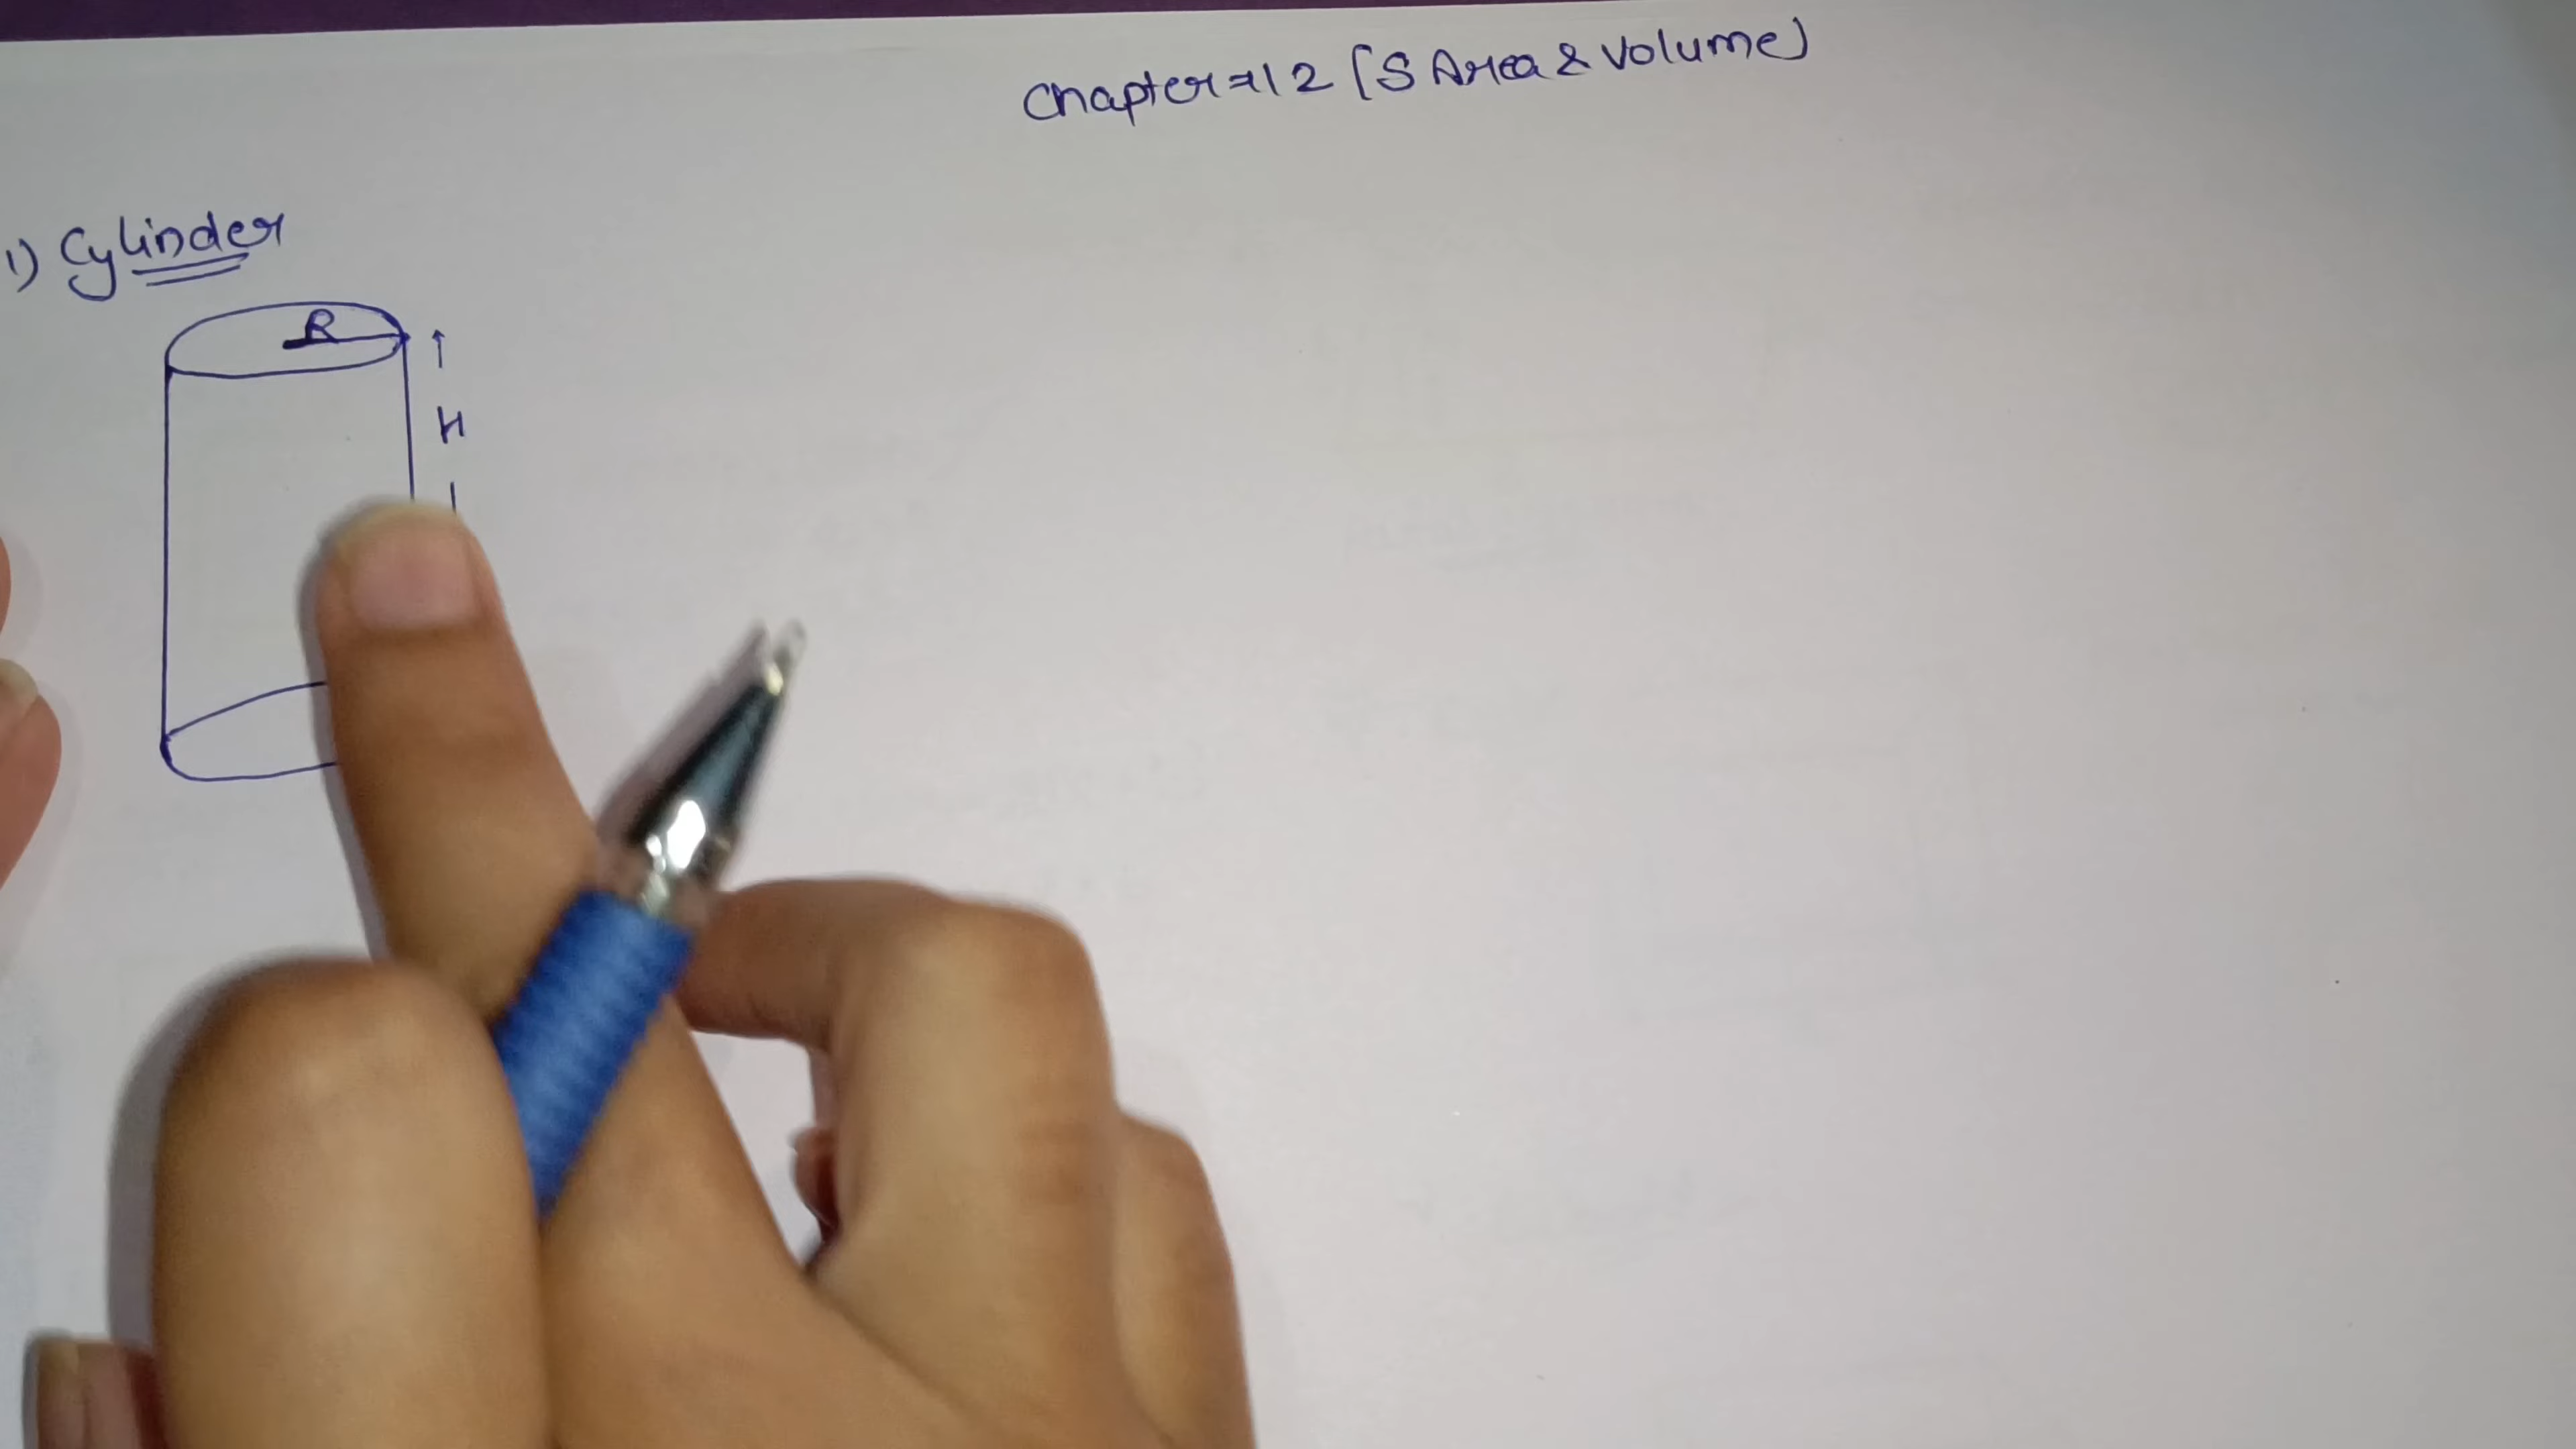 Chapter=12 (S Area & Volume)
1) Cylinder
R
H